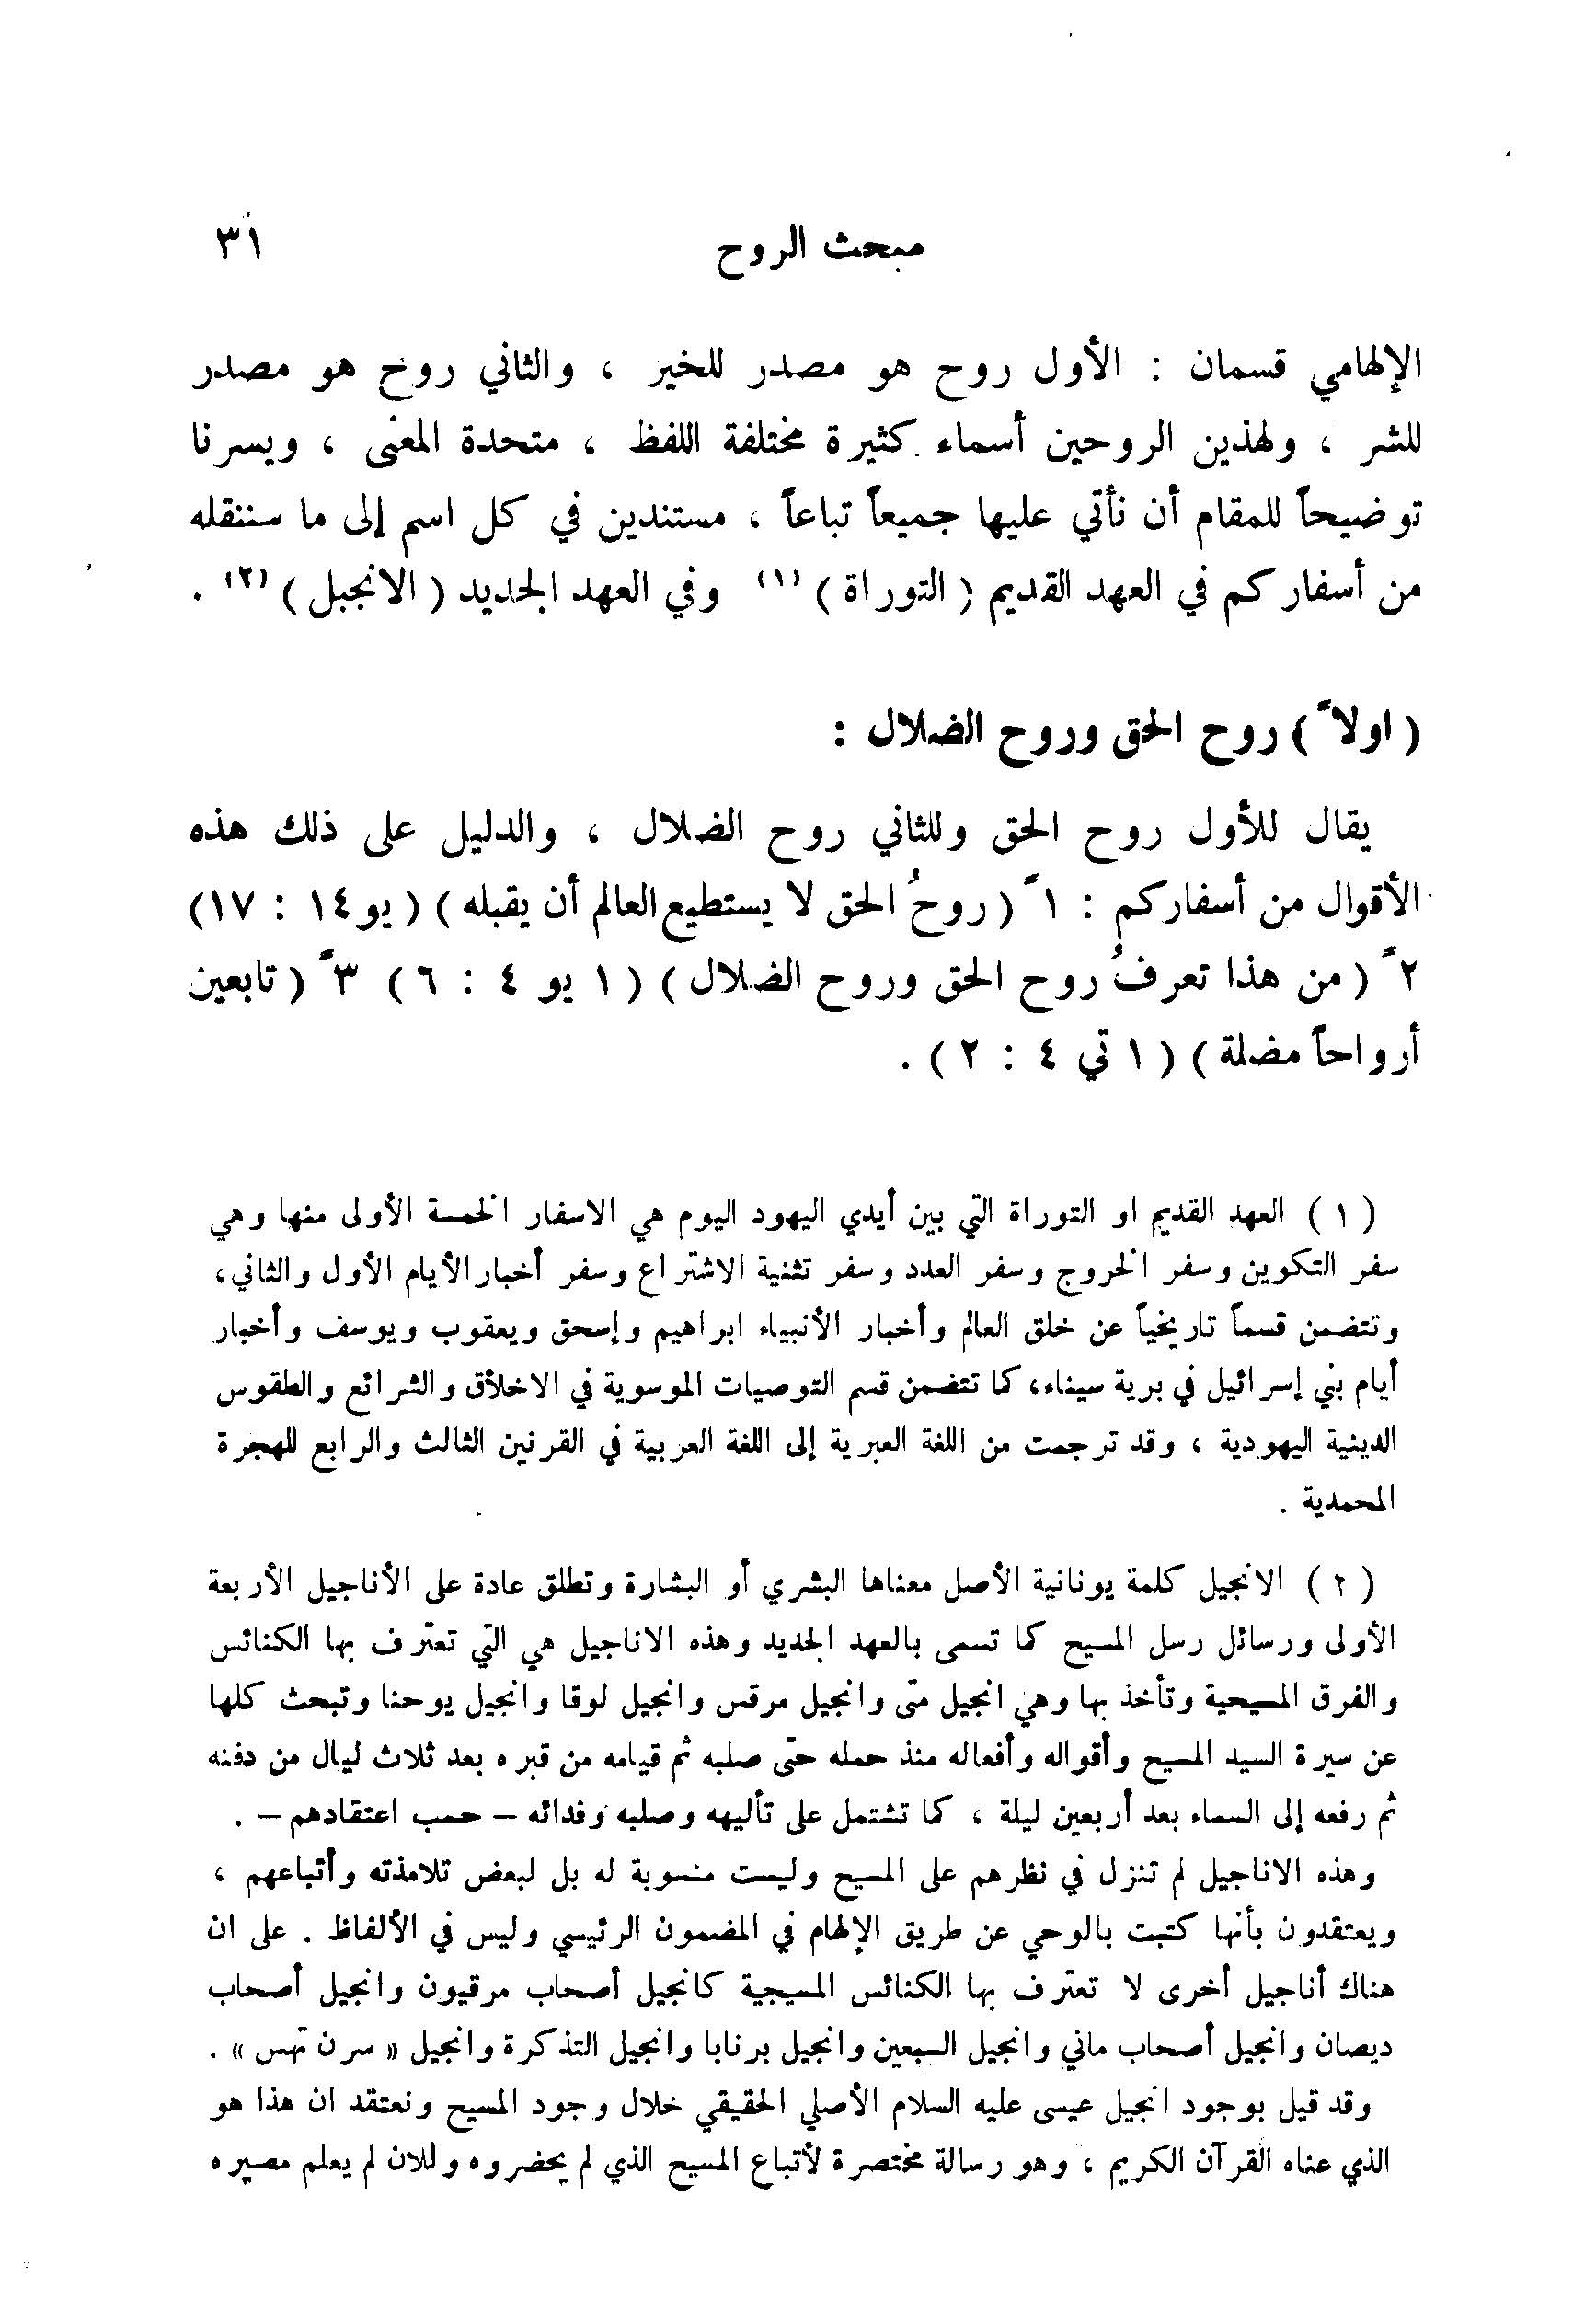 مبحث الروح ٣١
الإلهامي قسمان : الأول روح هو مصدر للخير ، والثاني روح هو مصدر
للشر ، ولهذين الروحين أسماء كثيرة مختلفة اللفظ ، متحدة المعنى ، ويسرنا
توضيحاً للمقام أن نأتي عليها جميعاً تباعاً ، مستندين في كل اسم إلى ما سننقله
من أسفاركم في العهد القديم ( التوراة ) (١) وفي العهد الجديد ( الانجيل ) (٢) .
( اولاً ) روح الحق وروح الضلال :
يقال للأول روح الحق وللثاني روح الضلال ، والدليل على ذلك هذه
الأقوال من أسفاركم : ١ً ( روحُ الحق لا يستطيع العالم أن يقبله ) ( يو ١٤ : ١٧)
٢ً ( من هذا تعرفُ روح الحق وروح الضلال ) ( ١ يو ٤ : ٦ ) ٣ً ( تابعين
أرواحاً مضلة ) ( ١ تي ٤ : ٢ ) .
( ١ ) العهد القديم او التوراة التي بين أيدي اليهود اليوم هي الاسفار الخمسة الأولى منها وهي
سفر التكوين وسفر الخروج وسفر العدد وسفر تثنية الاشتراع وسفر أخبار الأيام الأول والثاني،
وتتضمن قسماً تاريخياً عن خلق العالم وأخبار الأنبياء ابراهيم وإسحق ويعقوب ويوسف وأخبار
أيام بني إسرائيل في برية سيناء، كما تتضمن قسم التوصيات الموسوية في الاخلاق والشرائع والطقوس
الدينية اليهودية ، وقد ترجمت من اللغة العبرية إلى اللغة العربية في القرنين الثالث والرابع للهجرة
المحمدية .
( ٢ ) الانجيل كلمة يونانية الأصل معناها البشري أو البشارة وتطلق عادة على الأناجيل الأربعة
الأولى ورسائل رسل المسيح كما تسمى بالعهد الجديد وهذه الاناجيل هي التي تعترف بها الكنائس
والفرق المسيحية وتأخذ بها وهي انجيل متى وانجيل مرقس وانجيل لوقا وانجيل يوحنا وتبحث كلها
عن سيرة السيد المسيح وأقواله وأفعاله منذ حمله حتى صلبه ثم قيامه من قبره بعد ثلاث ليال من دفنه
ثم رفعه إلى السماء بعد أربعين ليلة ، كما تشتمل على تأليهه وصلبه وفدائه – حسب اعتقادهم – .
وهذه الاناجيل لم تنزل في نظرهم على المسيح وليست منسوبة له بل لبعض تلامذته وأتباعهم ،
ويعتقدون بأنها كتبت بالوحي عن طريق الإلهام في المضمون الرئيسي وليس في الألفاظ . على ان
هناك أناجيل أخرى لا تعترف بها الكنائس المسيحية كانجيل أصحاب مرقيون وانجيل أصحاب
ديصان وانجيل أصحاب ماني وانجيل السبعين وانجيل برنابا وانجيل التذكرة وانجيل « سرن تهس » .
وقد قيل بوجود انجيل عيسى عليه السلام الأصلي الحقيقي خلال وجود المسيح ونعتقد ان هذا هو
الذي عناه القرآن الكريم ، وهو رسالة مختصرة لأتباع المسيح الذي لم يحضروه وللان لم يعلم مصيره